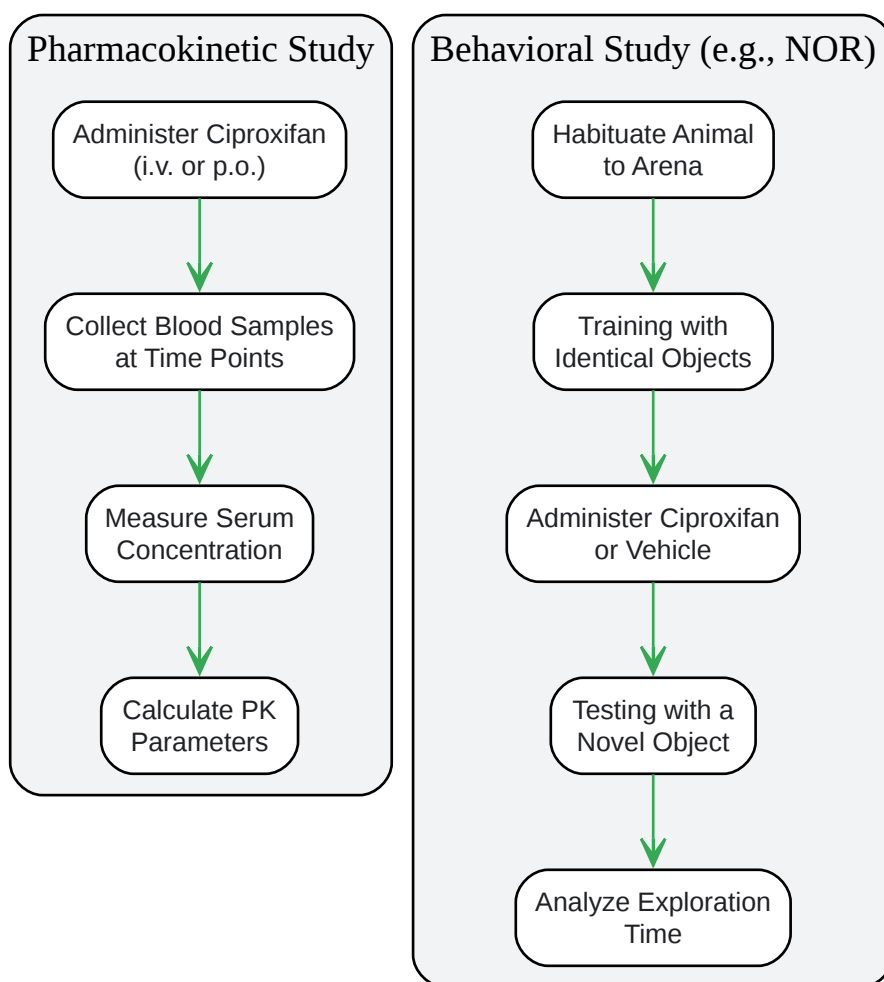 Pharmacokinetic Study
Administer Ciproxifan
(i.v. or p.o.)
Collect Blood Samples
at Time Points
Measure Serum
Concentration
Calculate PK
Parameters
Behavioral Study (e.g., NOR)
Habituate Animal
to Arena
Training with
Identical Objects
Administer Ciproxifan
or Vehicle
Testing with a
Novel Object
Analyze Exploration
Time